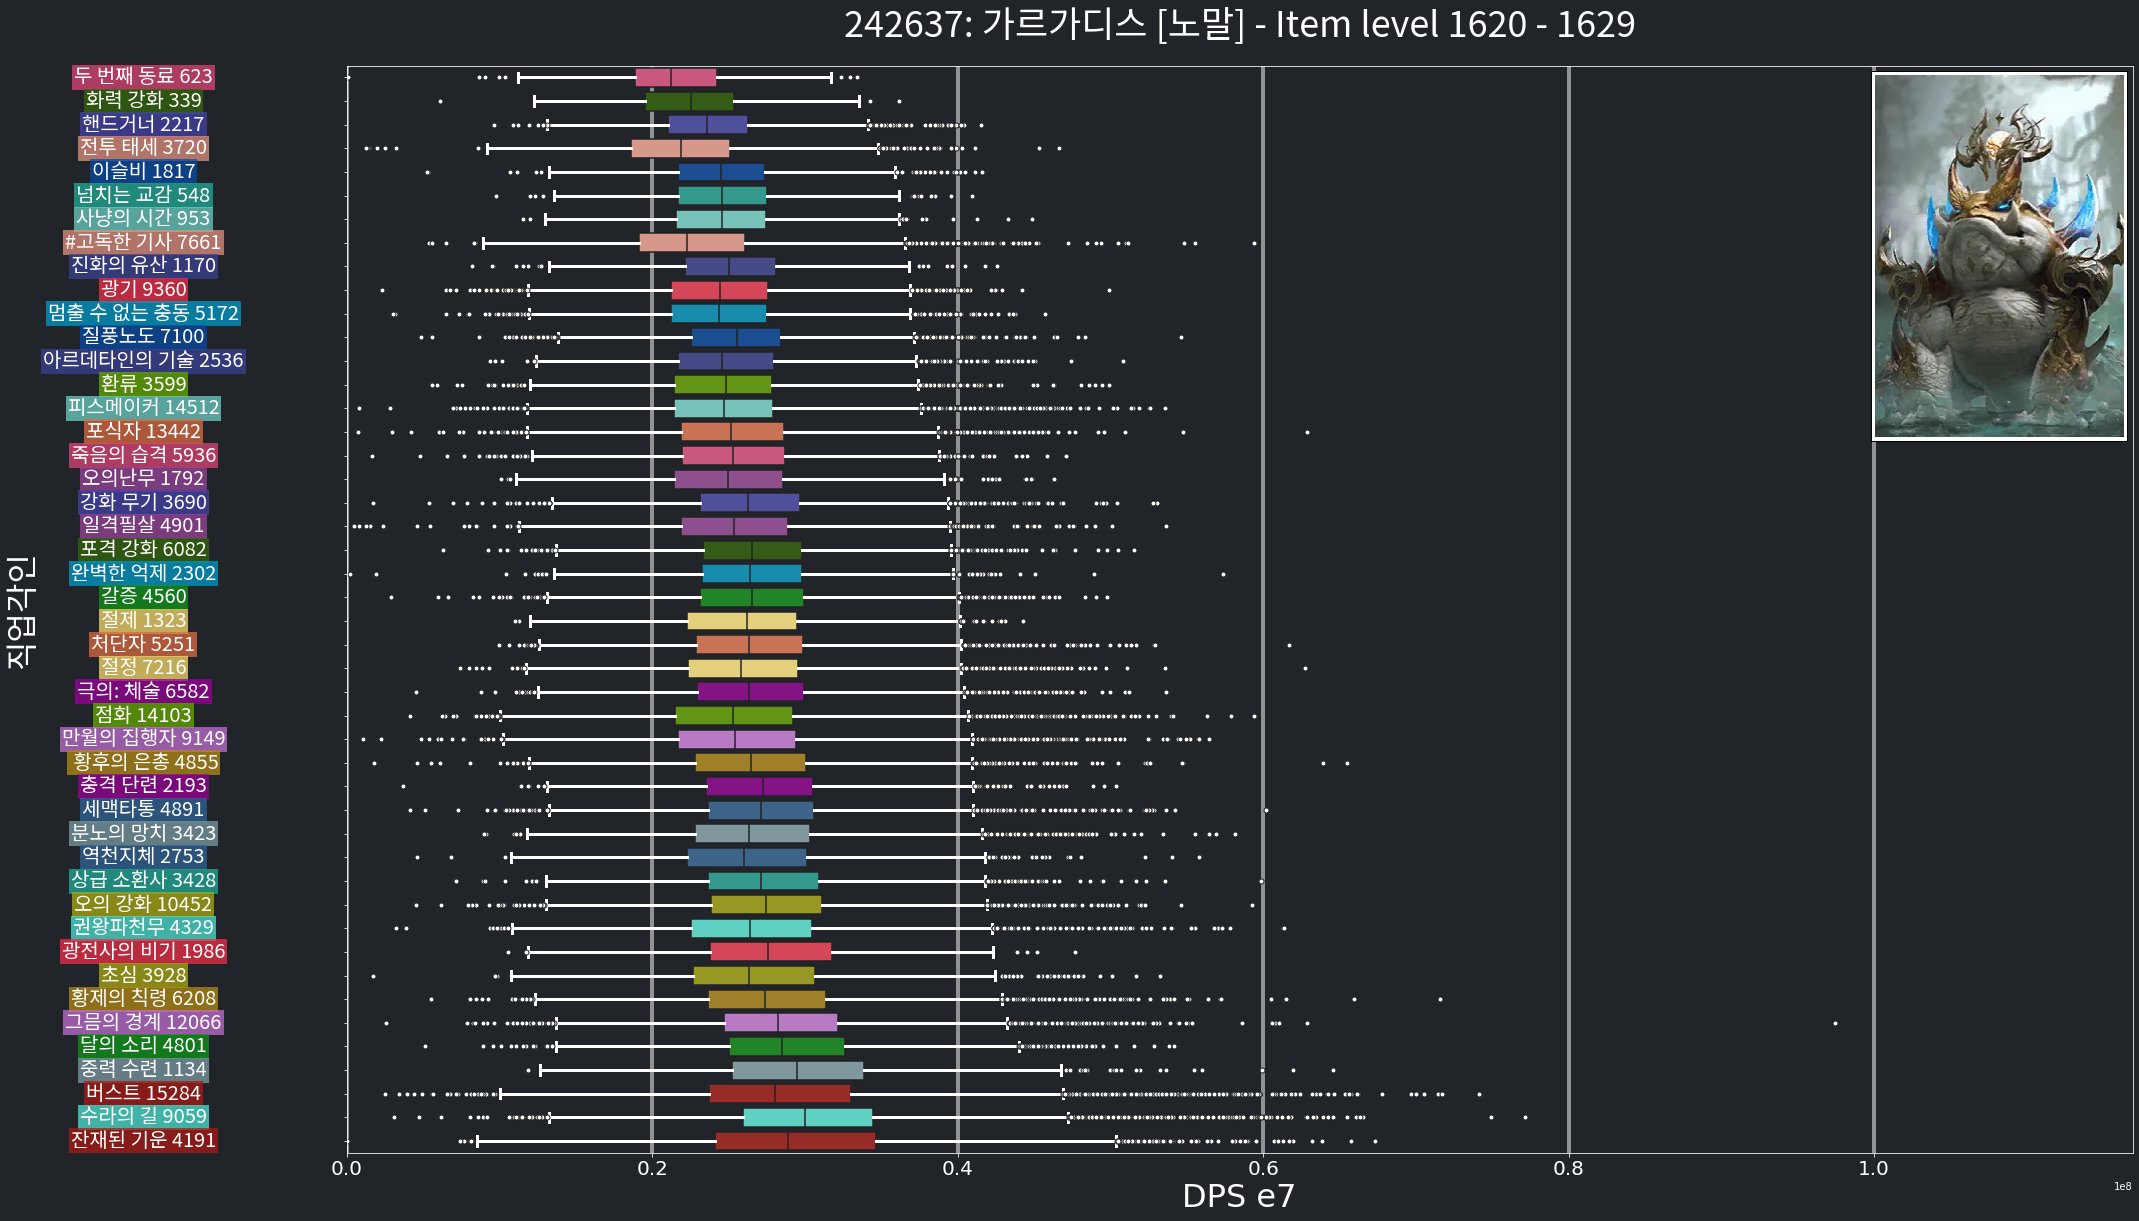 242637: 가르가디스 [노말] - Item level 1620 - 1629
두 번째 동료 623
화력 강화 339
핸드거너 2217
전투 태세 3720
이슬비 1817
넘치는 교감 548
사냥의 시간 953
#고독한 기사 7661
진화의 유산 1170
광기 9360
멈출 수 없는 충동 5172
질풍노도 7100
아르데타인의 기술 2536
환류 3599
피스메이커 14512
포식자 13442
죽음의 습격 5936
오의난무 1792
강화 무기 3690
일격필살 4901
포격 강화 6082
완벽한 억제 2302
갈증 4560
절제 1323
처단자 5251
절정 7216
극의: 체술 6582
점화 14103
만월의 집행자 9149
황후의 은총 4855
충격 단련 2193
세맥타통 4891
분노의 망치 3423
역천지체 2753
상급 소환사 3428
오의 강화 10452
권왕파천무 4329
광전사의 비기 1986
초심 3928
황제의 칙령 6208
그믐의 경계 12066
달의 소리 4801
중력 수련 1134
버스트 15284
수라의 길 9059
잔재된 기운 4191
직업각인
0.0 0.2 0.4 0.6 0.8 1.0
DPS e7
1e8